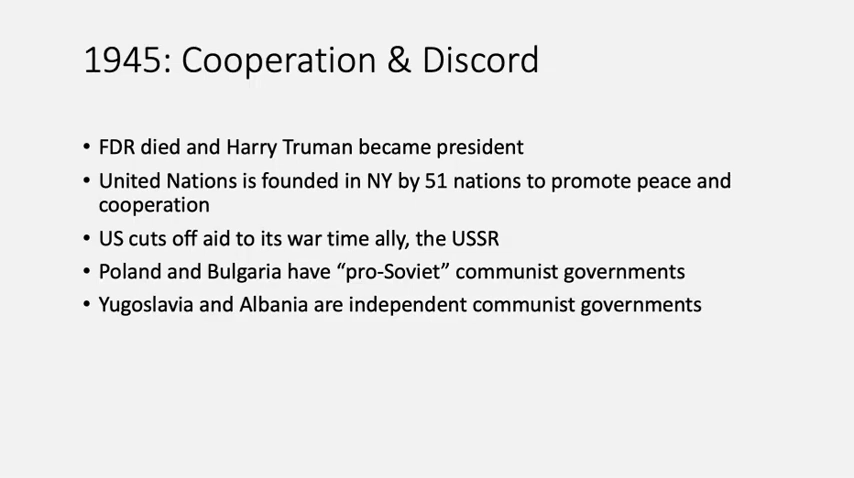 1945: Cooperation & Discord
• FDR died and Harry Truman became president
• United Nations is founded in NY by 51 nations to promote peace and
cooperation
• US cuts off aid to its war time ally, the USSR
• Poland and Bulgaria have “pro-Soviet” communist governments
• Yugoslavia and Albania are independent communist governments